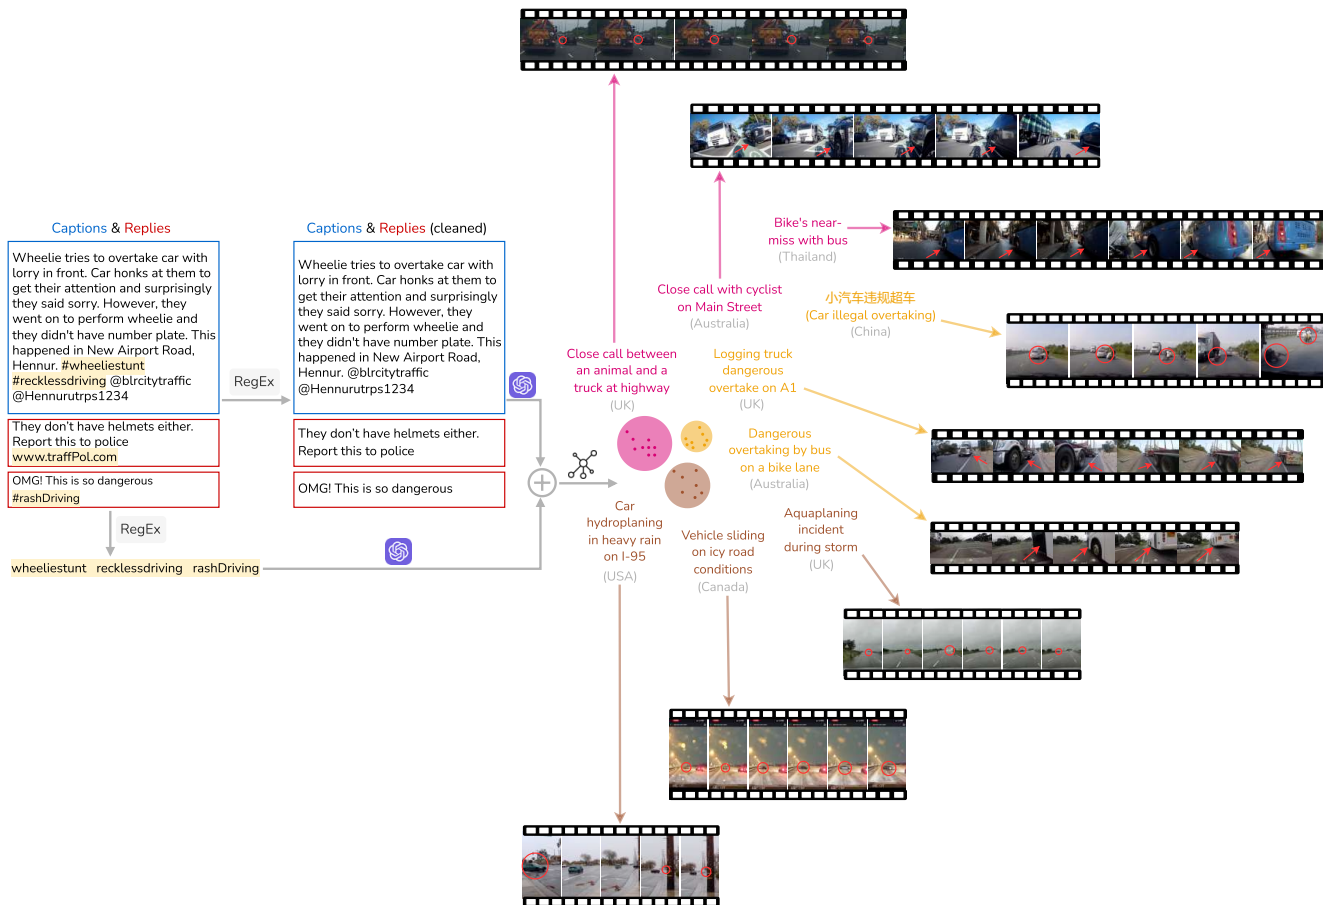 Captions & Replies
Wheelie tries to overtake car with
lorry in front. Car honks at them to
get their attention and surprisingly
they said sorry. However, they
went on to perform wheelie and
they didn't have number plate. This
happened in New Airport Road,
Hennur. #wheeliestunt
#recklessdriving @blrcitytraffic
@Hennurutrps1234
They don't have helmets either.
Report this to police
www.traffPol.com
OMG! This is so dangerous
#rashDriving
RegEx
wheeliestunt recklessdriving rashDriving
RegEx
Captions & Replies (cleaned)
Wheelie tries to overtake car with
lorry in front. Car honks at them to
get their attention and surprisingly
they said sorry. However, they
went on to perform wheelie and
they didn't have number plate. This
happened in New Airport Road,
Hennur. @blrcitytraffic
@Hennurutrps1234
They don't have helmets either.
Report this to police
OMG! This is so dangerous
Bike's near-
miss with bus
(Thailand)
Close call with cyclist
on Main Street
(Australia)
小汽车违规超车
(Car illegal overtaking)
(China)
Close call between
an animal and a
truck at highway
(UK)
Logging truck
dangerous
overtake on A1
(UK)
Dangerous
overtaking by bus
on a bike lane
(Australia)
Car
hydroplaning
in heavy rain
on I-95
(USA)
Vehicle sliding
on icy road
conditions
(Canada)
Aquaplaning
incident
during storm
(UK)